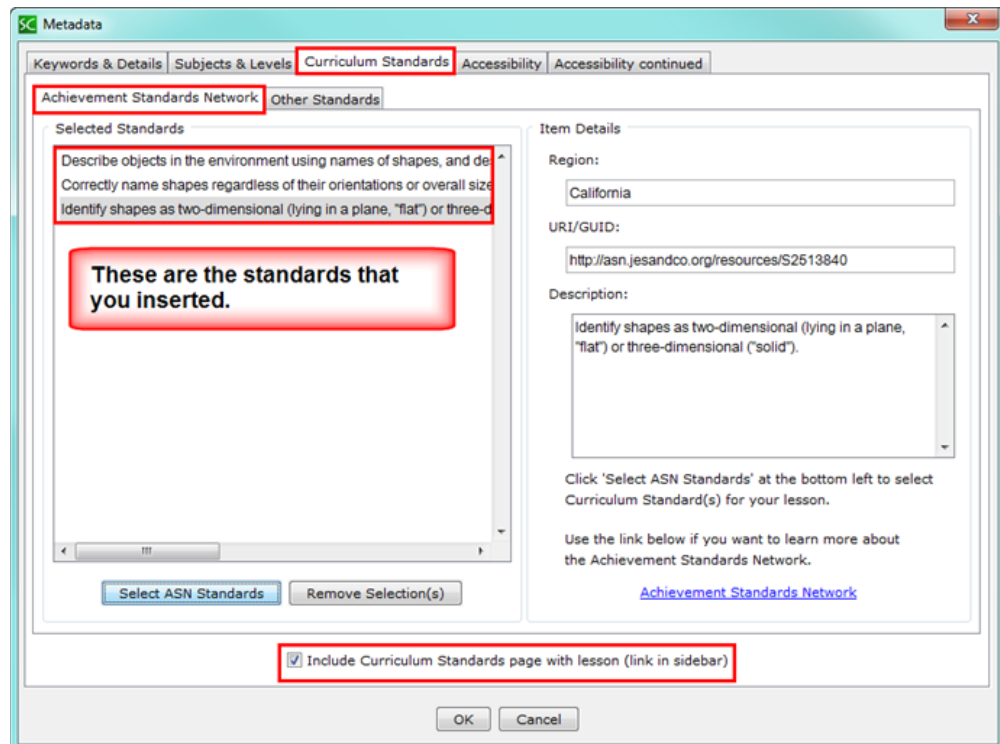 SC Metadata
x
Keywords & Details Subjects & Levels Curriculum Standards Accessibility Accessibility continued
Achievement Standards Network Other Standards
Selected Standards
Describe objects in the environment using names of shapes, and de
Correctly name shapes regardless of their orientations or overall size
Identify shapes as two-dimensional (lying in a plane, "flat") or three-d
These are the standards that
you inserted.
Select ASN Standards Remove Selection(s)
Item Details
Region:
California
URI/GUID:
http://asn.jesandco.org/resources/S2513840
Description:
Identify shapes as two-dimensional (lying in a plane,
"flat") or three-dimensional ("solid").
Click 'Select ASN Standards' at the bottom left to select
Curriculum Standard(s) for your lesson.
Use the link below if you want to learn more about
the Achievement Standards Network.
Achievement Standards Network
Include Curriculum Standards page with lesson (link in sidebar)
OK Cancel